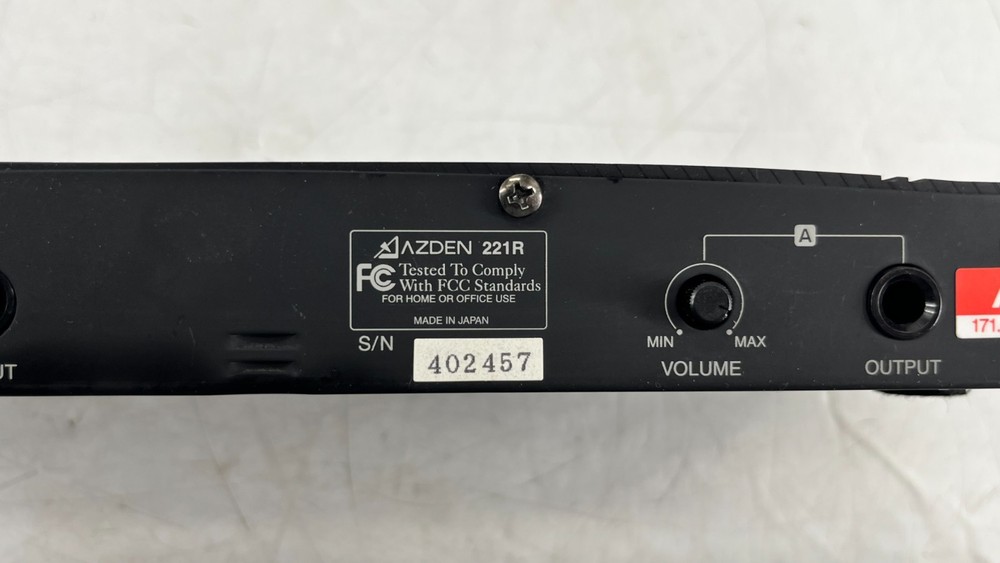 AZDEN 221R
FC Tested To Comply
With FCC Standards
FOR HOME OR OFFICE USE
MADE IN JAPAN
S/N 402457
A
MIN MAX
VOLUME
OUTPUT
UT
171.